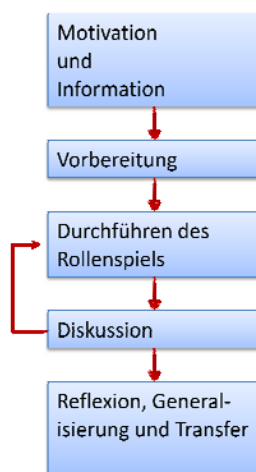 Motivation
und
Information
Vorbereitung
Durchführen des
Rollenspiels
Diskussion
Reflexion, General-
isierung und Transfer